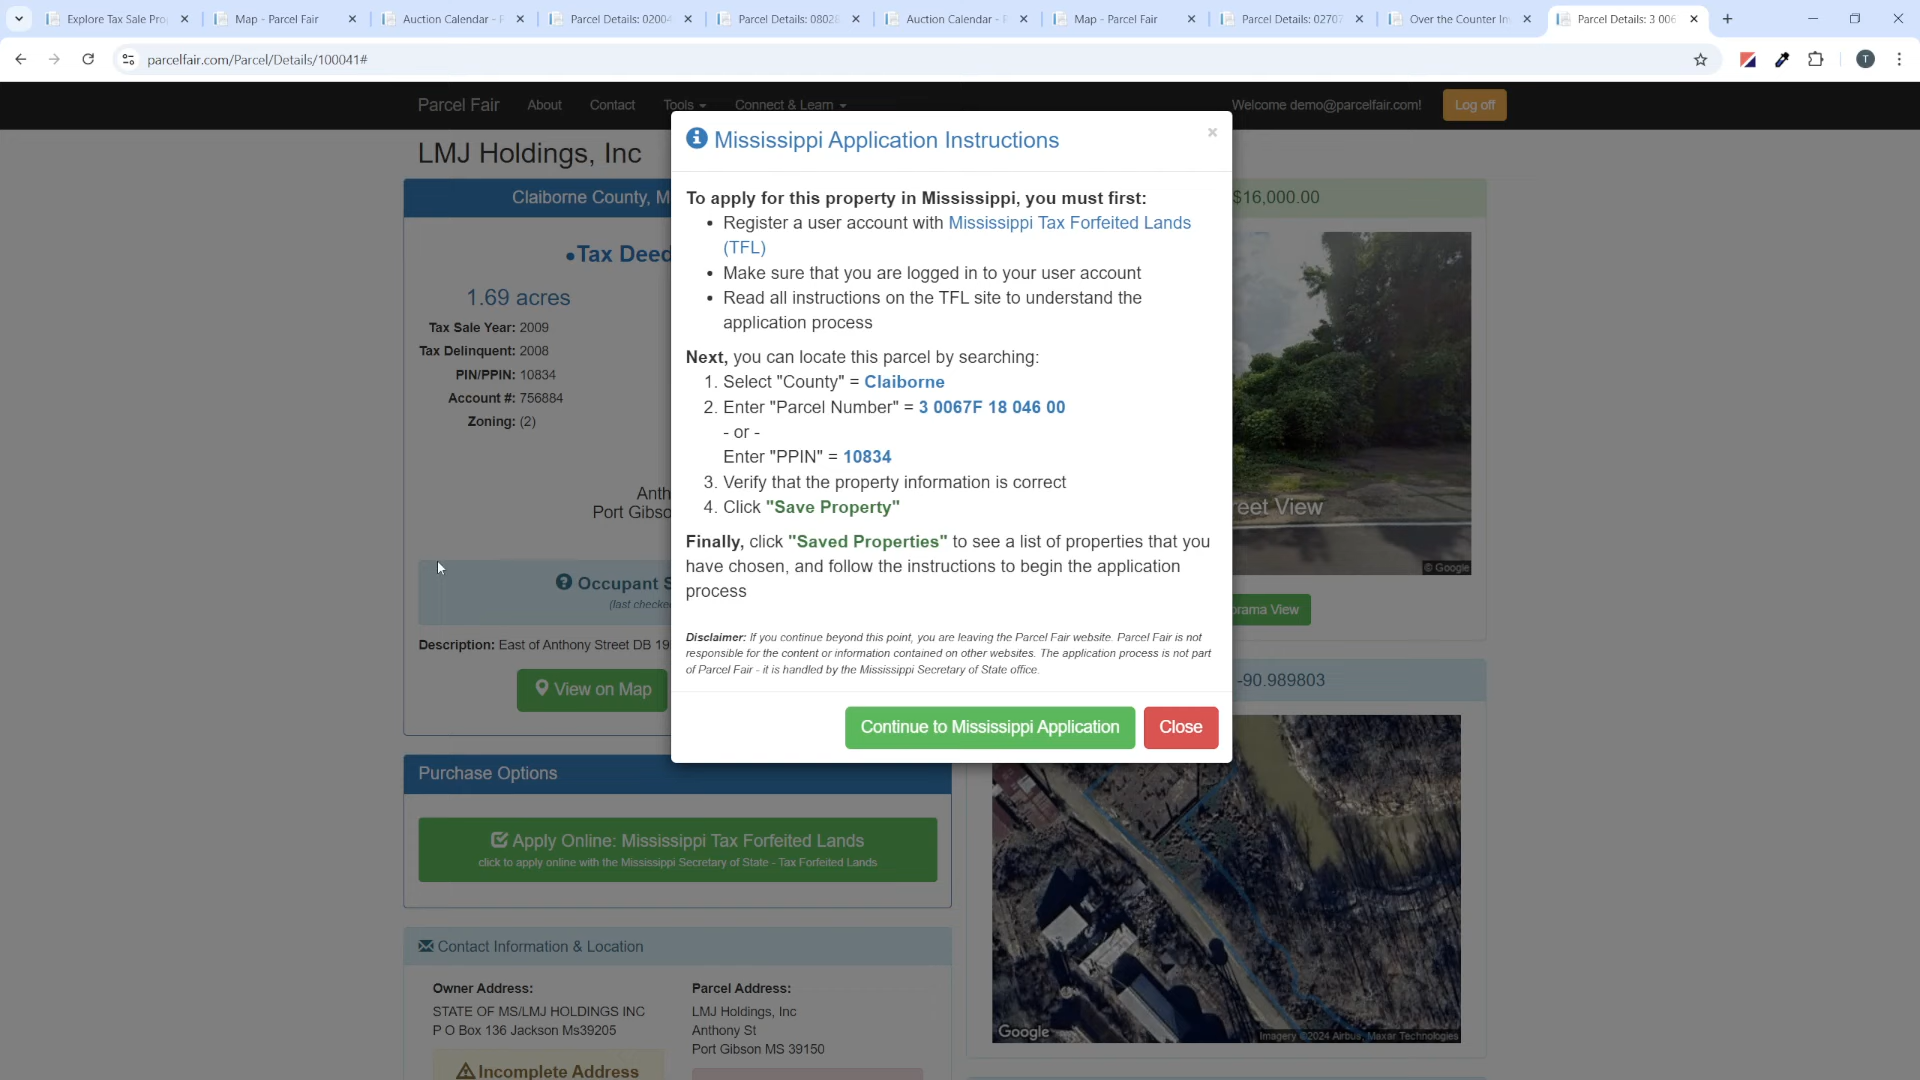 Explore Tax Sale Pro
Map - Parcel Fair
Auction Calendar - P
Parcel Details: 0200
Parcel Details: 0802
Auction Calendar - P
Map - Parcel Fair
Parcel Details: 02707
Over the Counter In
Parcel Details: 3 006
parcelfair.com/Parcel/Details/100041#
T
Parcel Fair
About
Contact
Tools
Connect & Learn
Welcome demo@parcelfair.com!
Log off
LMJ Holdings, Inc
Claiborne County, M
•Tax Deed
1.69 acres
Tax Sale Year: 2009
Tax Delinquent: 2008
PIN/PPIN: 10834
Account #: 756884
Zoning: (2)
Anth
Port Gibso
Occupant S
(last checke
Description: East of Anthony Street DB 19
View on Map
Purchase Options
Apply Online: Mississippi Tax Forfeited Lands
click to apply online with the Mississippi Secretary of State - Tax Forfeited Lands
Contact Information & Location
Owner Address:
STATE OF MS/LMJ HOLDINGS INC
P O Box 136 Jackson Ms39205
Incomplete Address
Parcel Address:
LMJ Holdings, Inc
Anthony St
Port Gibson MS 39150
Mississippi Application Instructions
×
To apply for this property in Mississippi, you must first:
• Register a user account with Mississippi Tax Forfeited Lands
(TFL)
• Make sure that you are logged in to your user account
• Read all instructions on the TFL site to understand the
application process
Next, you can locate this parcel by searching:
1. Select "County" = Claiborne
2. Enter "Parcel Number" = 3 0067F 18 046 00
- or -
Enter "PPIN" = 10834
3. Verify that the property information is correct
4. Click "Save Property"
Finally, click "Saved Properties" to see a list of properties that you
have chosen, and follow the instructions to begin the application
process
Disclaimer: If you continue beyond this point, you are leaving the Parcel Fair website. Parcel Fair is not
responsible for the content or information contained on other websites. The application process is not part
of Parcel Fair - it is handled by the Mississippi Secretary of State office.
Continue to Mississippi Application
Close
$16,000.00
reet View
© Google
orama View
-90.989803
Google
Imagery ©2024 Airbus, Maxar Technologies